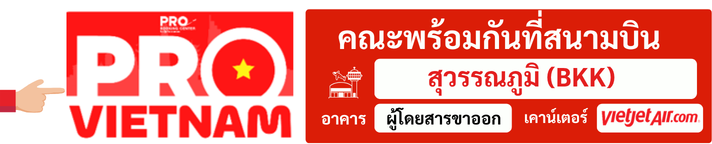 PRO
PRO
VIETNAM
คณะพร้อมกันที่สนามบิน
สุวรรณภูมิ (BKK)
อาคาร ผู้โดยสารขาออก เคาน์เตอร์ vietjetAir.com